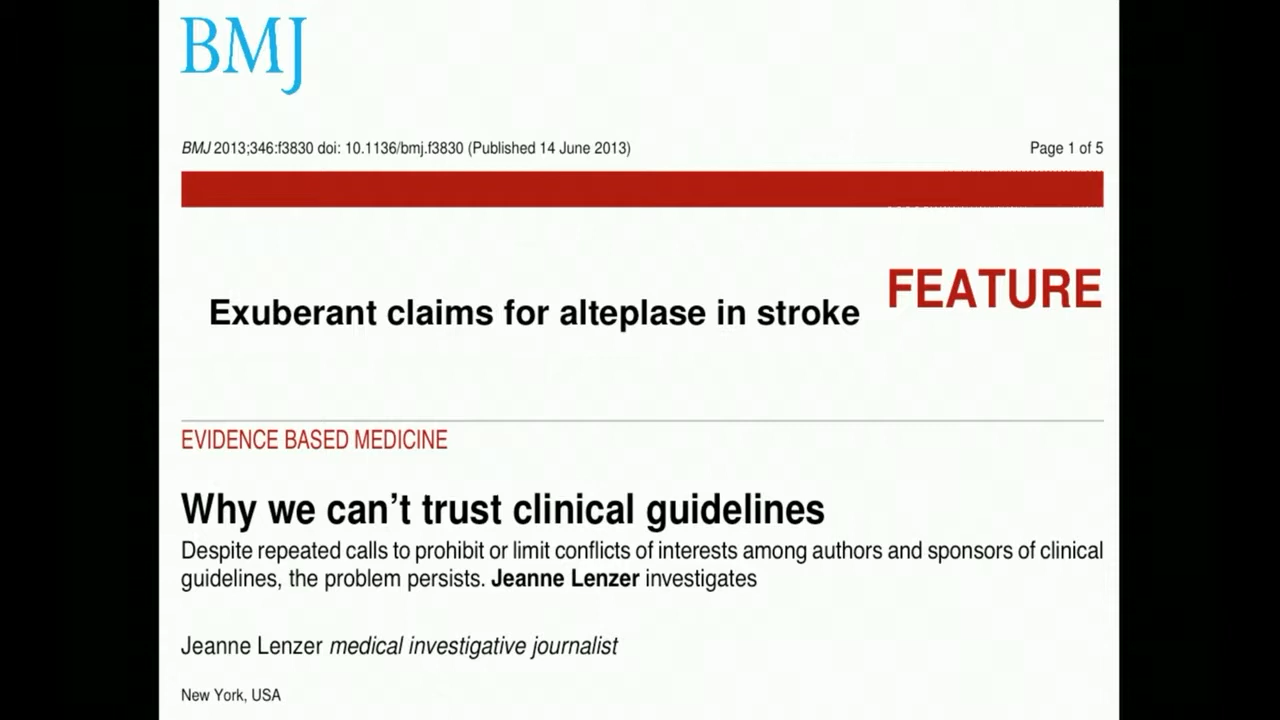 BMJ
BMJ 2013;346:f3830 doi: 10.1136/bmj.f3830 (Published 14 June 2013)
Page 1 of 5
FEATURE
Exuberant claims for alteplase in stroke
EVIDENCE BASED MEDICINE
Why we can’t trust clinical guidelines
Despite repeated calls to prohibit or limit conflicts of interests among authors and sponsors of clinical
guidelines, the problem persists. Jeanne Lenzer investigates
Jeanne Lenzer medical investigative journalist
New York, USA